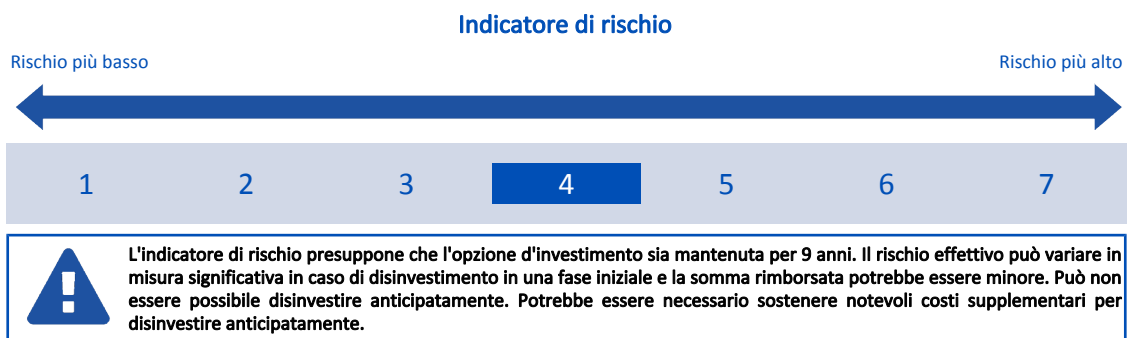 Indicatore di rischio
Rischio più basso
Rischio più alto
1 2 3 4 5 6 7
L'indicatore di rischio presuppone che l'opzione d'investimento sia mantenuta per 9 anni. Il rischio effettivo può variare in
misura significativa in caso di disinvestimento in una fase iniziale e la somma rimborsata potrebbe essere minore. Può non
essere possibile disinvestire anticipatamente. Potrebbe essere necessario sostenere notevoli costi supplementari per
disinvestire anticipatamente.